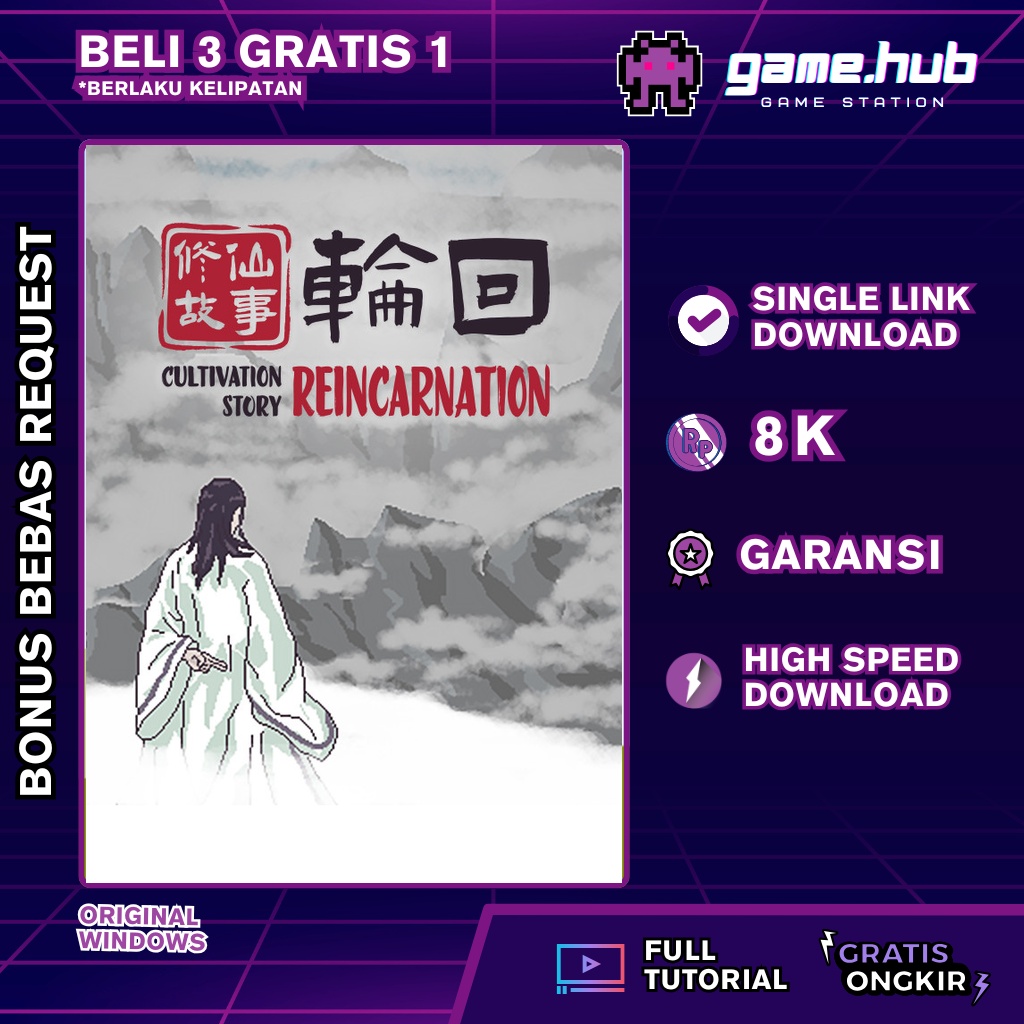 BELI 3 GRATIS 1
*BERLAKU KELIPATAN
game.hub
GAME STATION
BONUS BEBAS REQUEST
修仙
故事
輪回
CULTIVATION
STORY
REINCARNATION
SINGLE LINK
DOWNLOAD
Rp
8K
GARANSI
HIGH SPEED
DOWNLOAD
ORIGINAL
WINDOWS
FULL
TUTORIAL
GRATIS
ONGKIR